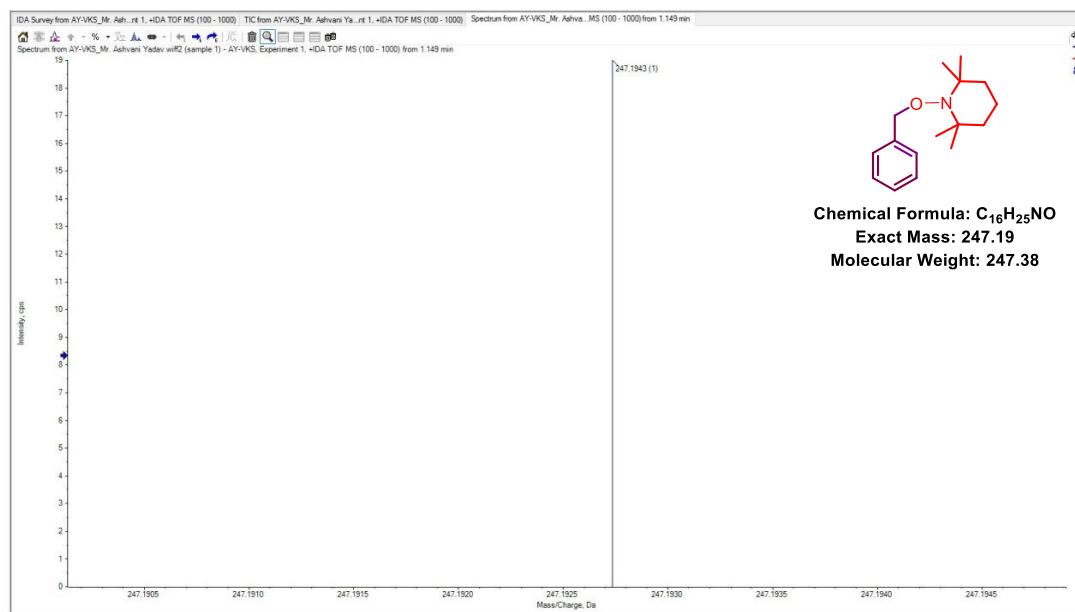 IDA Survey from AY-VKS_Mr. Ash...nt 1, +IDA TOF MS (100 - 1000) TIC from AY-VKS_Mr. Ashvani Ya...nt 1, +IDA TOF MS (100 - 1000) Spectrum from AY-VKS_Mr. Ashva...MS (100 - 1000) from 1.149 min
%
Spectrum from AY-VKS_Mr. Ashvani Yadav.wiff2 (sample 1) - AY-VKS, Experiment 1, +IDA TOF MS (100 - 1000) from 1.149 min
19
247.1943 (1)
18
17
16
15
14
13
12
11
10
9
8
7
6
5
4
3
2
1
0
Intensity, cps
O
N
Chemical Formula: C₁₆H₂₅NO
Exact Mass: 247.19
Molecular Weight: 247.38
247.1905 247.1910 247.1915 247.1920 247.1925 247.1930 247.1935 247.1940 247.1945
Mass/Charge, Da